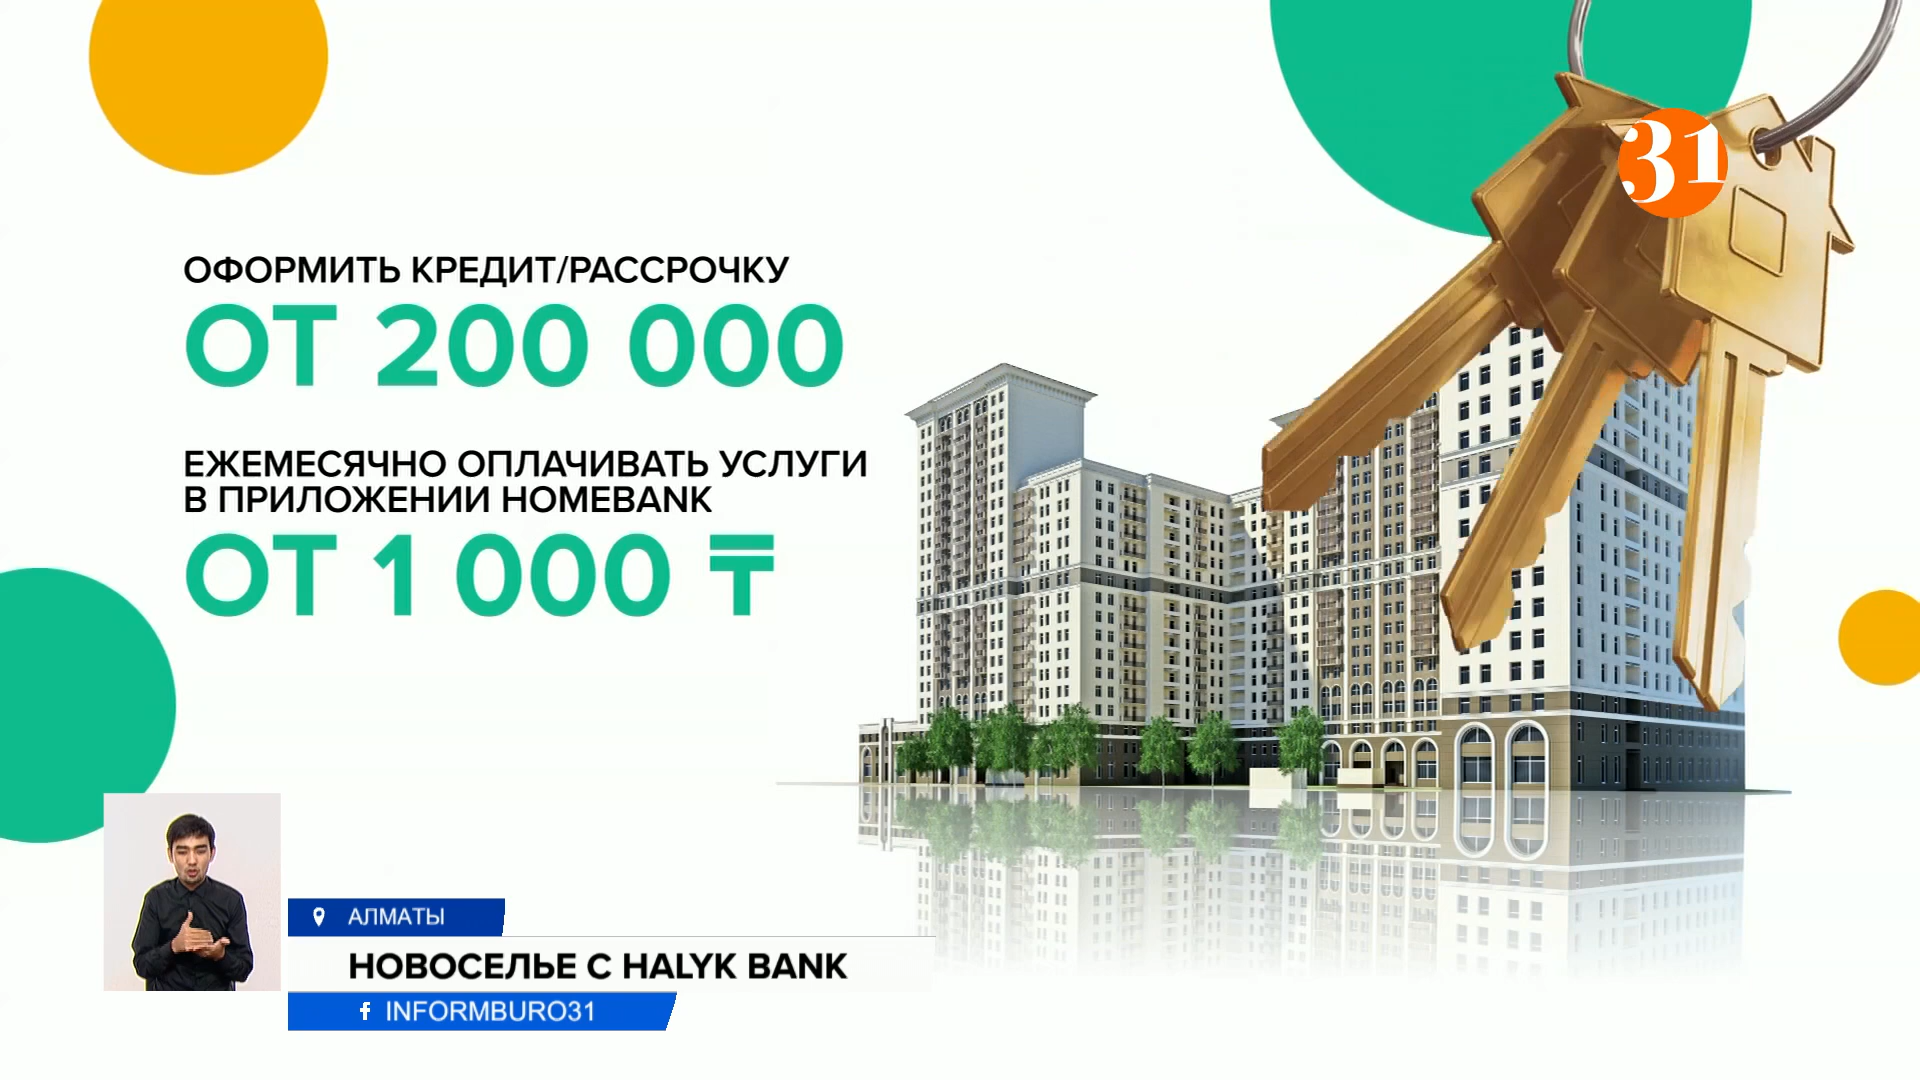 31
ОФОРМИТЬ КРЕДИТ/РАССРОЧКУ
ОТ 200 000
ЕЖЕМЕСЯЧНО ОПЛАЧИВАТЬ УСЛУГИ
В ПРИЛОЖЕНИИ HOMEBANK
ОТ 1 000 ₸
АЛМАТЫ
НОВОСЕЛЬЕ С HALYK BANK
INFORMBURO31